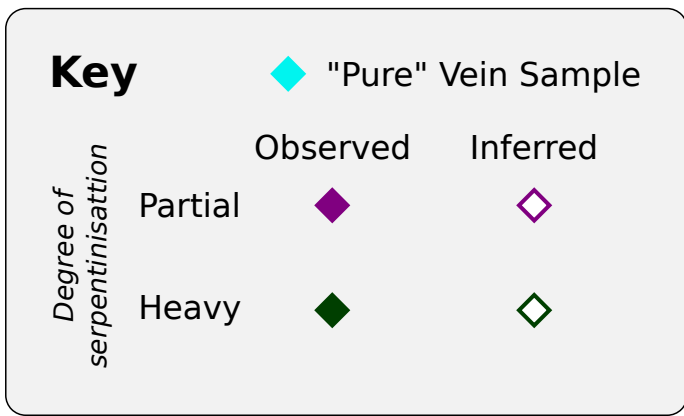 Key
"Pure" Vein Sample
Observed Inferred
Degree of
serpentinisattion
Partial
Heavy